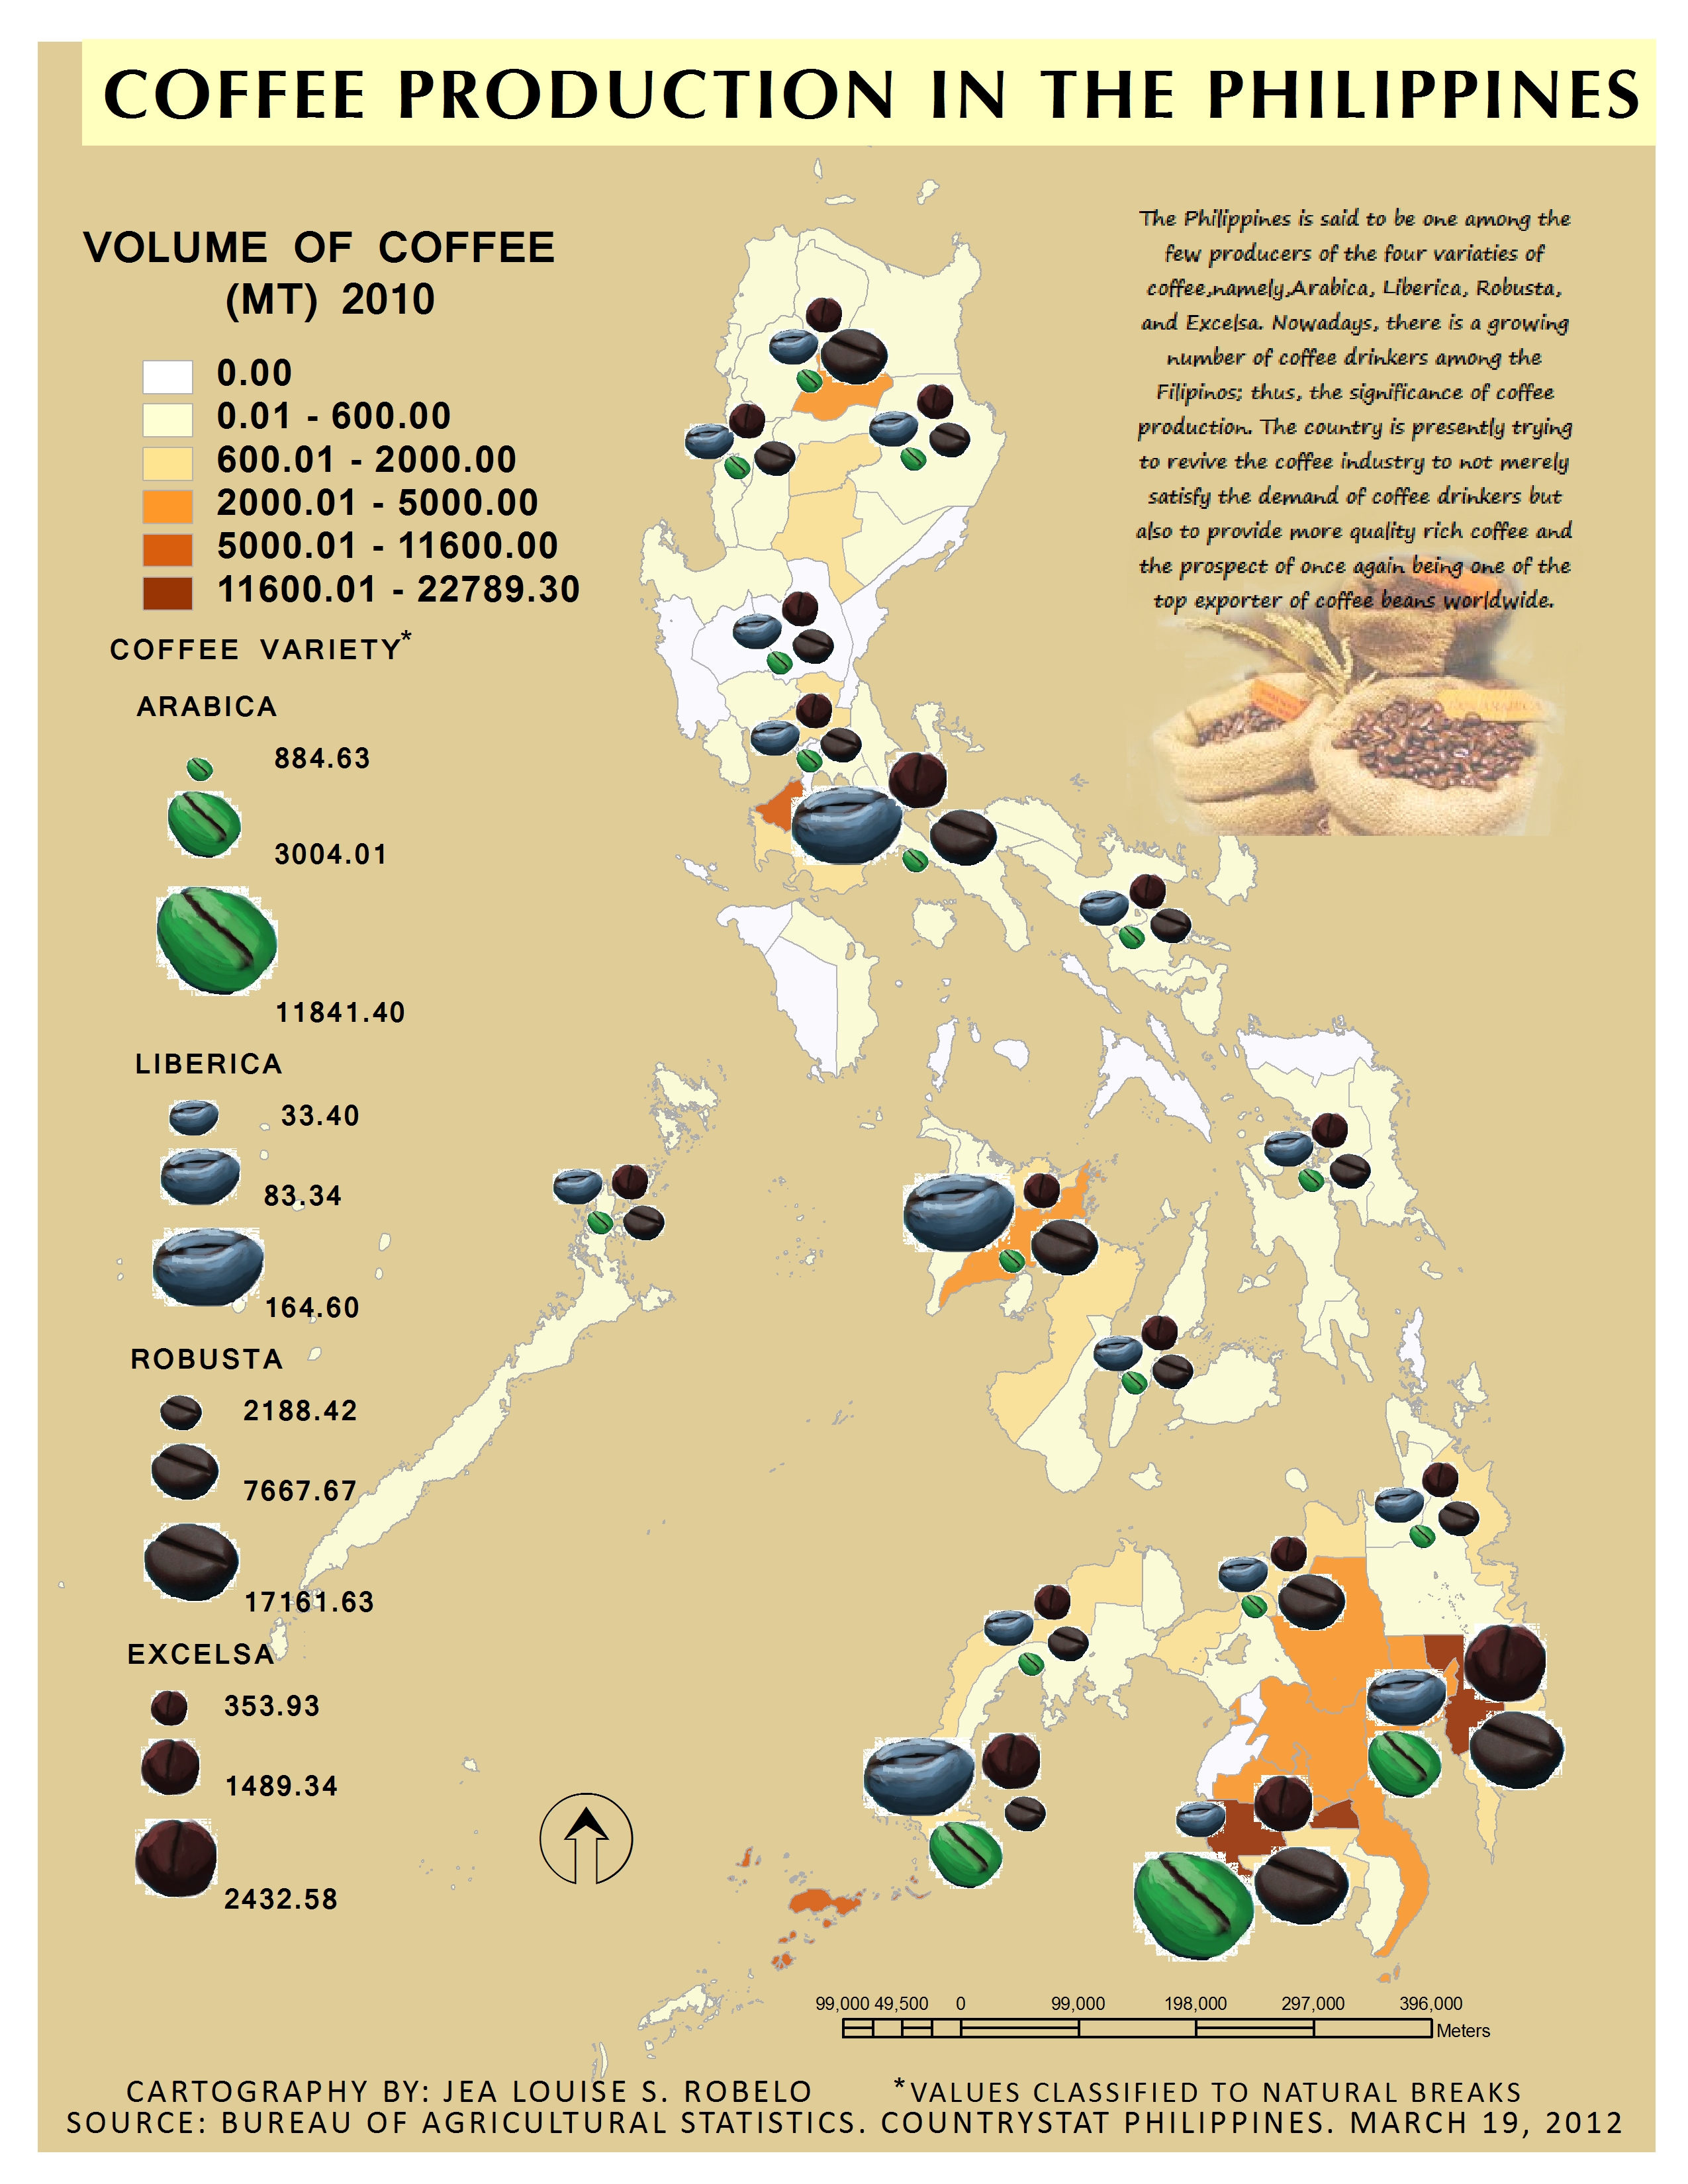 COFFEE PRODUCTION IN THE PHILIPPINES
VOLUME OF COFFEE
(MT) 2010
0.00
0.01 - 600.00
600.01 - 2000.00
2000.01 - 5000.00
5000.01 - 11600.00
11600.01 - 22789.30
COFFEE VARIETY*
ARABICA
884.63
3004.01
11841.40
LIBERICA
33.40
83.34
164.60
ROBUSTA
2188.42
7667.67
17161.63
EXCELSA
353.93
1489.34
2432.58
The Philippines is said to be one among the
few producers of the four variaties of
coffee,namely,Arabica, Liberica, Robusta,
and Excelsa. Nowadays, there is a growing
number of coffee drinkers among the
Filipinos; thus, the significance of coffee
production. The country is presently trying
to revive the coffee industry to not merely
satisfy the demand of coffee drinkers but
also to provide more quality rich coffee and
the prospect of once again being one of the
top exporter of coffee beans worldwide.
99,000 49,500 0 99,000 198,000 297,000 396,000
Meters
CARTOGRAPHY BY: JEA LOUISE S. ROBELO *VALUES CLASSIFIED TO NATURAL BREAKS
SOURCE: BUREAU OF AGRICULTURAL STATISTICS. COUNTRYSTAT PHILIPPINES. MARCH 19, 2012